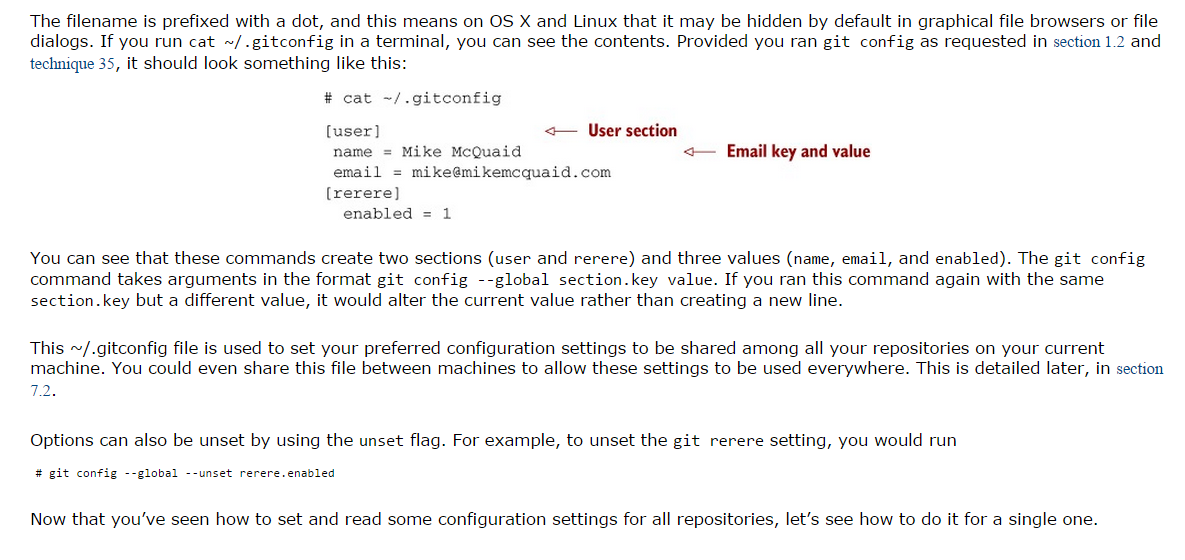 The filename is prefixed with a dot, and this means on OS X and Linux that it may be hidden by default in graphical file browsers or file
dialogs. If you run cat ~/.gitconfig in a terminal, you can see the contents. Provided you ran git config as requested in section 1.2 and
technique 35, it should look something like this:
# cat ~/.gitconfig
[user] User section
name = Mike McQuaid Email key and value
email = mike@mikemcquaid.com
[rerere]
enabled = 1
You can see that these commands create two sections (user and rerere) and three values (name, email, and enabled). The git config
command takes arguments in the format git config --global section.key value. If you ran this command again with the same
section.key but a different value, it would alter the current value rather than creating a new line.
This ~/.gitconfig file is used to set your preferred configuration settings to be shared among all your repositories on your current
machine. You could even share this file between machines to allow these settings to be used everywhere. This is detailed later, in section
7.2.
Options can also be unset by using the unset flag. For example, to unset the git rerere setting, you would run
# git config --global --unset rerere.enabled
Now that you’ve seen how to set and read some configuration settings for all repositories, let’s see how to do it for a single one.